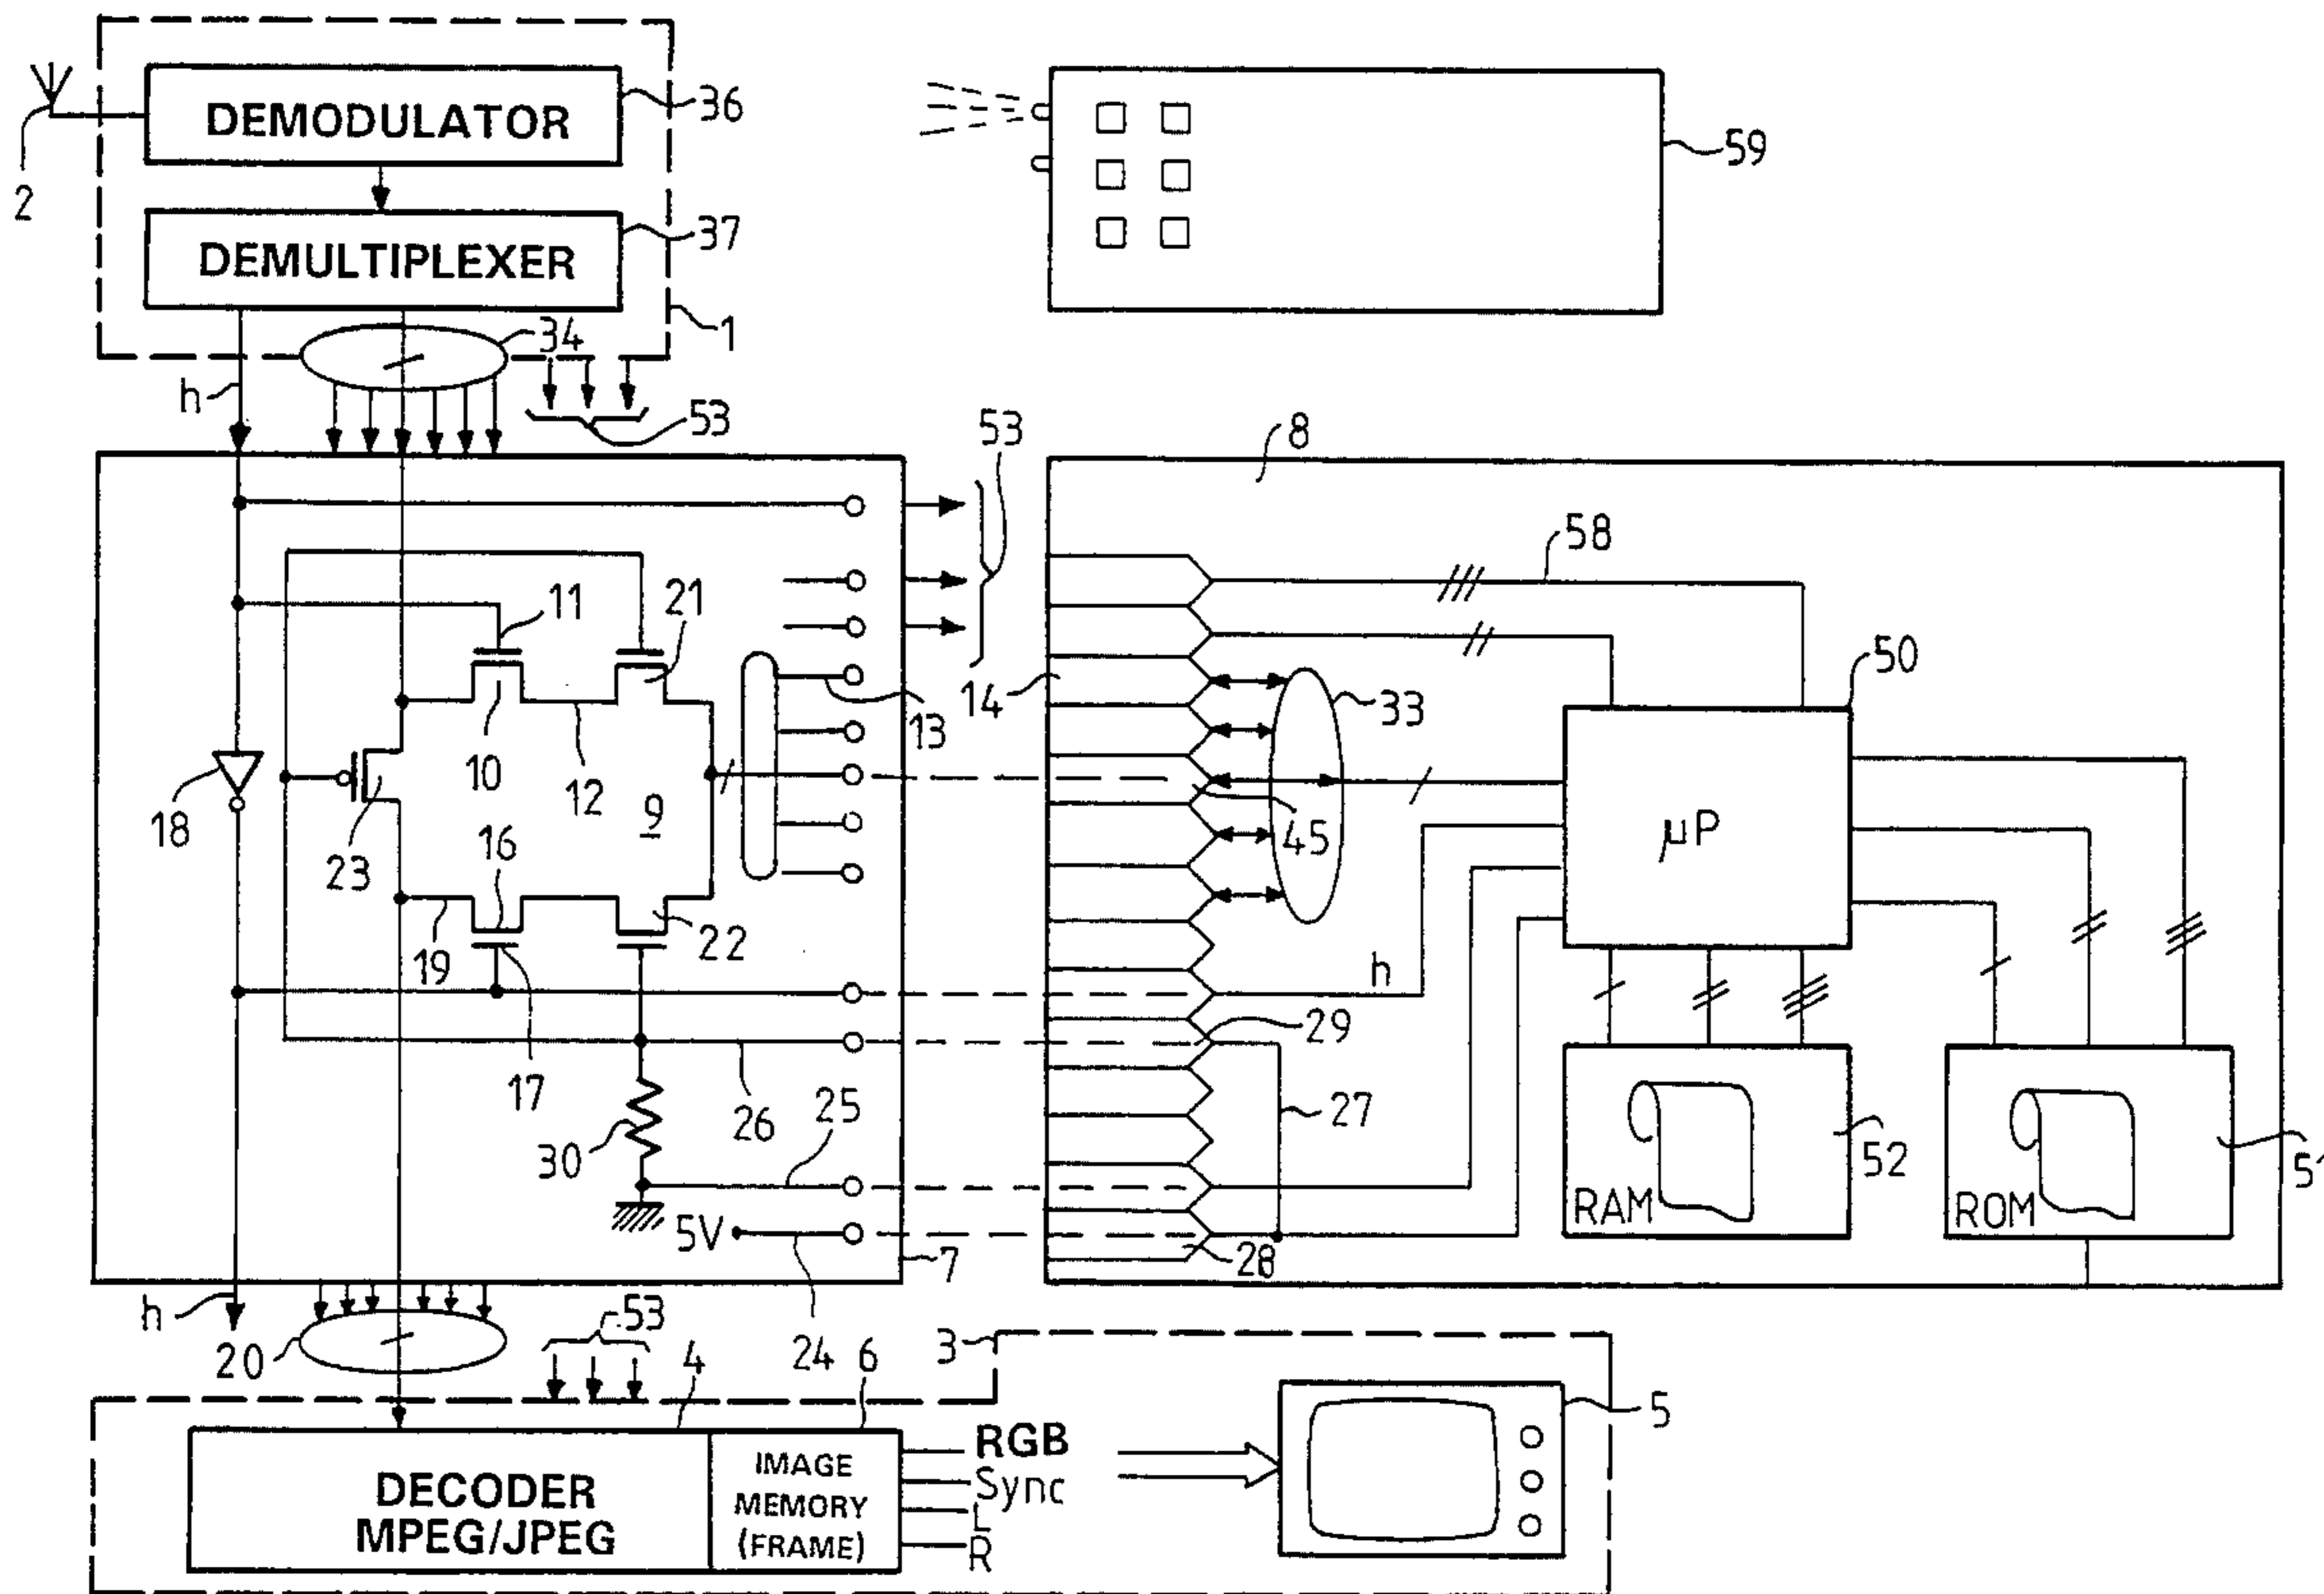 DEMODULATOR
36
2
59
DEMULTIPLEXER
37
1
34
h
53
53
8
58
11
21
14
13
33
50
10
12
9
18
23
16
45
μP
19
22
h
29
17
26
25
27
30
52
RAM
ROM
5V
28
7
h
20
53
24
3
4
6
5
DECODER
MPEG/JPEG
IMAGE
MEMORY
(FRAME)
RGB
Sync
L
R